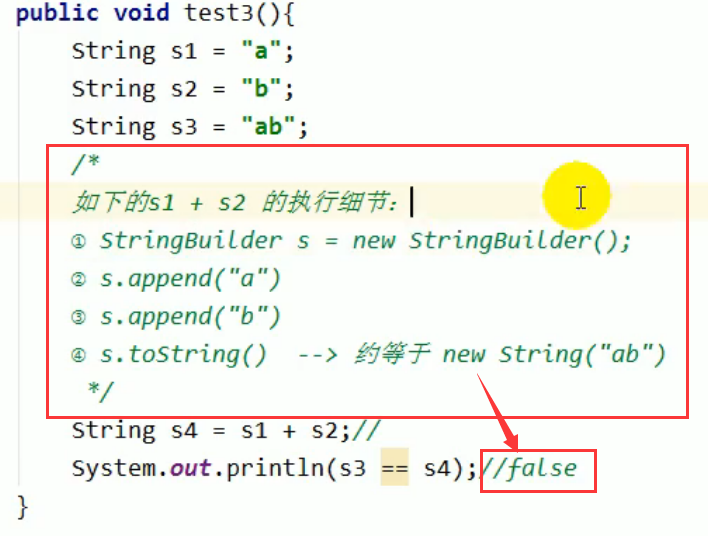 public void test3(){
String s1 = "a";
String s2 = "b";
String s3 = "ab";
/*
如下的s1 + s2 的执行细节:
① StringBuilder s = new StringBuilder();
② s.append("a")
③ s.append("b")
④ s.toString()  --> 约等于 new String("ab")
*/
String s4 = s1 + s2;//
System.out.println(s3 == s4);//false
}